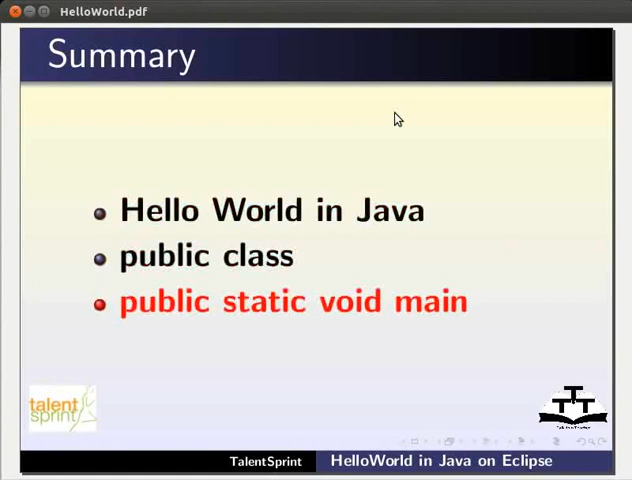 HelloWorld.pdf
Summary
Hello World in Java
public class
public static void main
talent
sprint
TTT
TalentSprint
HelloWorld in Java on Eclipse